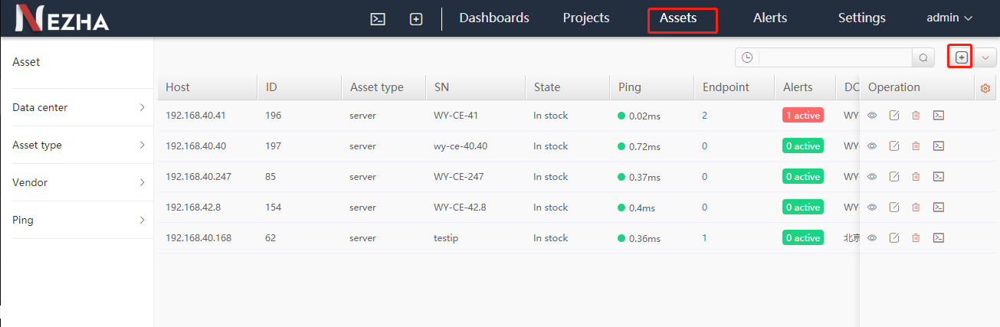 NEZHA
Dashboards Projects Assets Alerts Settings admin
Asset
Data center
Asset type
Vendor
Ping
Host ID Asset type SN State Ping Endpoint Alerts DC Operation
192.168.40.41 196 server WY-CE-41 In stock 0.02ms 2 1 active WY-
192.168.40.40 197 server wy-ce-40.40 In stock 0.72ms 0 0 active WY-
192.168.40.247 85 server WY-CE-247 In stock 0.37ms 0 0 active WY-
192.168.42.8 154 server WY-CE-42.8 In stock 0.4ms 0 0 active WY-
192.168.40.168 62 server testip In stock 0.36ms 1 0 active 北京